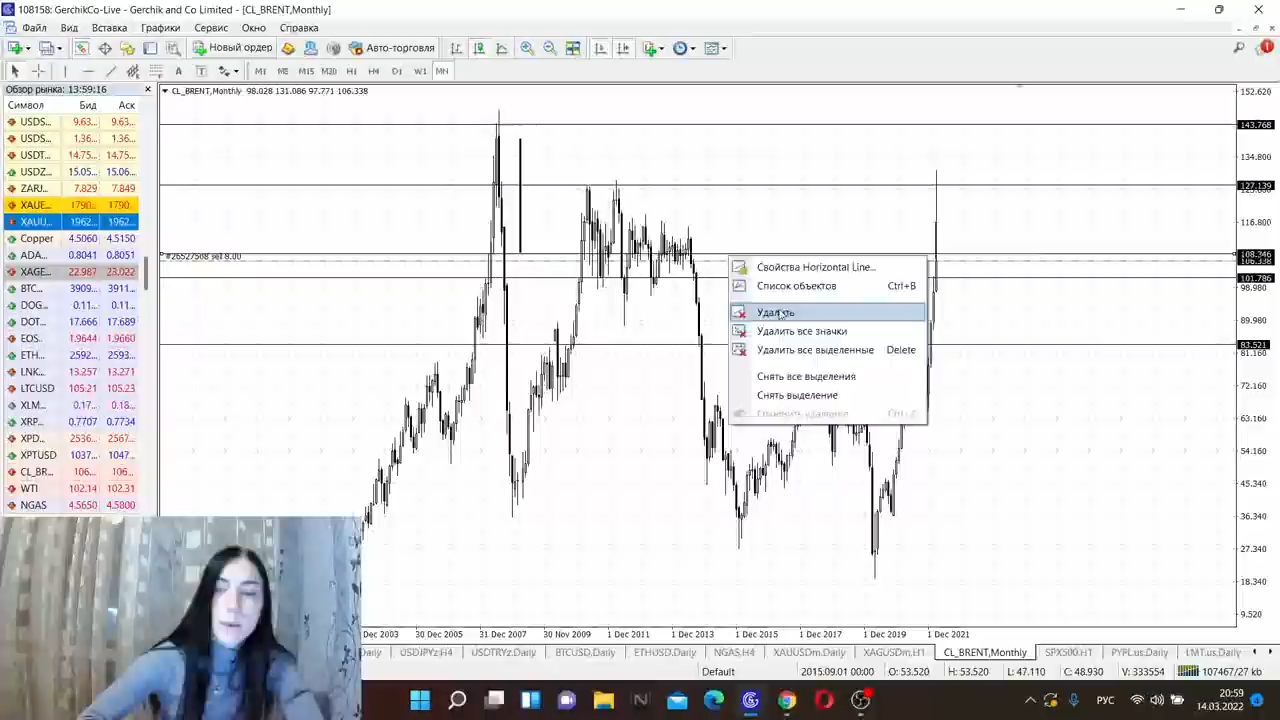 108158: GerchikCo-Live - Gerchik and Co Limited - [CL_BRENT,Monthly]
Файл Вид Вставка Графики Сервис Окно Справка
Новый ордер Авто-торговля
A T M1 M5 M15 M30 H1 H4 D1 W1 MN
Обзор рынка: 13:59:16
Символ Бид Аск
USDS... 9.63... 9.63...
USDS... 1.36... 1.36...
USDT... 14.75... 14.75...
USDZ... 15.05... 15.06...
ZARJ... 7.829 7.849
XAUE... 1790... 1790...
XAUU... 1962... 1962...
Copper 4.5060 4.5150
ADA... 0.8041 0.8051
XAGE... 22.987 23.022
BTC... 3909... 3911...
DOG... 0.11... 0.11...
DOT... 17.666 17.689
EOS... 1.9644 1.9660
ETH... 2592... 2593...
LNK... 13.257 13.271
LTCUSD 105.21 105.23
XLM... 0.17... 0.18...
XRP... 0.7707 0.7734
XPD... 2536... 2567...
XPTUSD 1037... 1047...
CL_BR... 106... 106...
WTI 102.14 102.31
NGAS 4.5650 4.5800
CL_BRENT,Monthly 98.028 131.086 97.771 106.338
#26527508 sell 8.00
Свойства Horizontal Line...
Список объектов Ctrl+B
Удалить
Удалить все значки
Удалить все выделенные Delete
Снять все выделения
Снять выделение
152.620
143.768
134.800
127.139
116.800
108.346
106.338
101.786
98.980
89.980
83.521
81.160
72.160
63.160
54.160
45.340
36.340
27.340
18.340
9.520
Dec 2003 30 Dec 2005 31 Dec 2007 30 Nov 2009 1 Dec 2011 1 Dec 2013 1 Dec 2015 1 Dec 2017 1 Dec 2019 1 Dec 2021
Daily USDJPYz,H4 USDTRYz,Daily BTCUSD,Daily ETHUSD,Daily NGAS,H4 XAUUSDm,Daily XAGUSDm,H1 CL_BRENT,Monthly SPX500,H1 PYPL.us,Daily LMT.us,Daily
Default 2015.09.01 00:00 O: 53.520 H: 53.520 L: 47.110 C: 48.930 V: 333554 107467/27 kb
РУС
20:59
14.03.2022